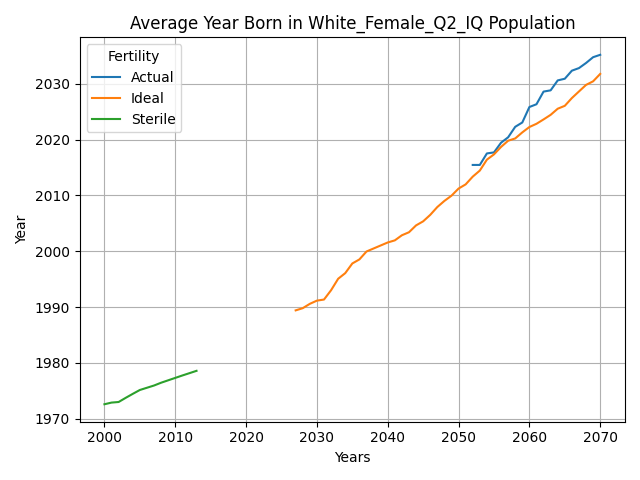 Average Year Born in White_Female_Q2_IQ Population
Fertility
Actual
Ideal
Sterile
Year
2030
2020
2010
2000
1990
1980
1970
2000 2010 2020 2030 2040 2050 2060 2070
Years